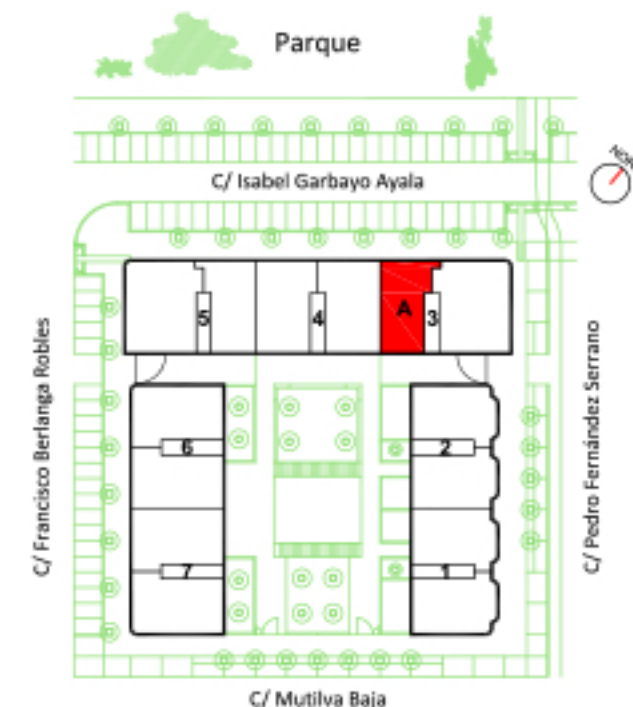 Parque
C/ Isabel Garbayo Ayala
NOR
5
4
A
3
C/ Francisco Berlanga Robles
C/ Pedro Fernández Serrano
6
2
7
1
C/ Mutilva Baja